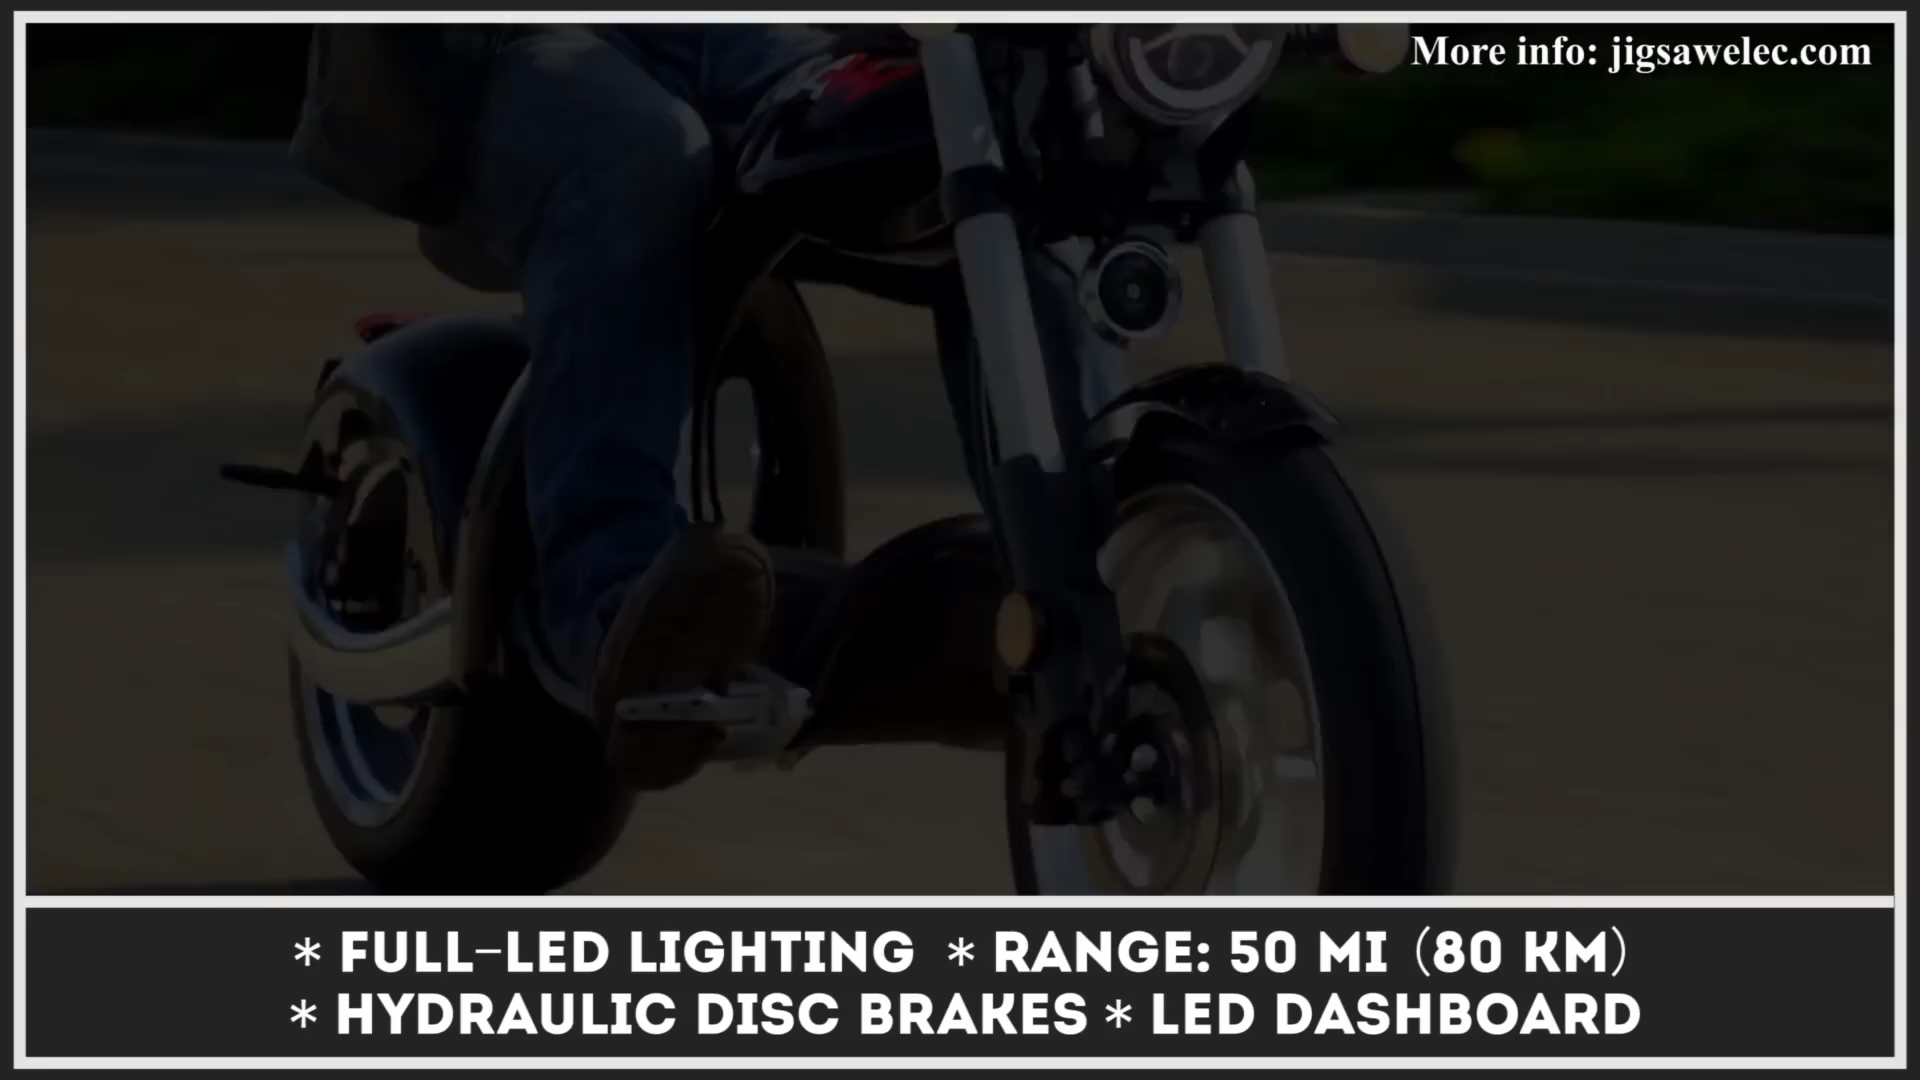 More info: jigsawelec.com
* FULL-LED LIGHTING * RANGE: 50 MI (80 KM)
* HYDRAULIC DISC BRAKES * LED DASHBOARD